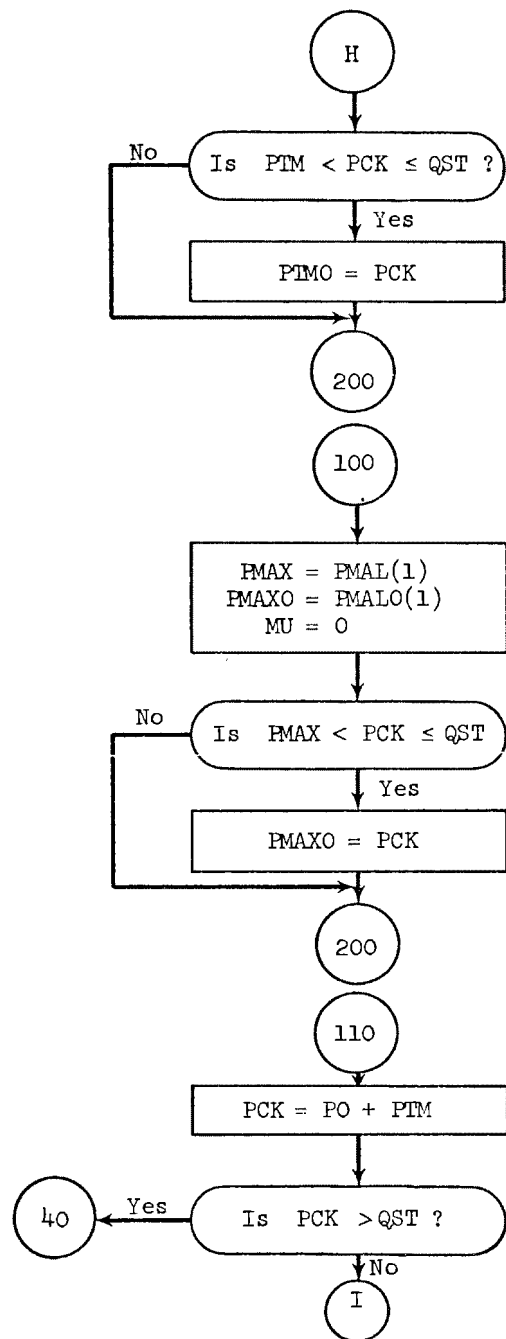 H
No
Is PTM < PCK ≤ QST ?
Yes
PTMO = PCK
200
100
PMAX = PMAL(1)
PMAXO = PMALO(1)
MU = 0
No
Is PMAX < PCK ≤ QST
Yes
PMAXO = PCK
200
110
PCK = PO + PTM
40
Yes
Is PCK > QST ?
No
I